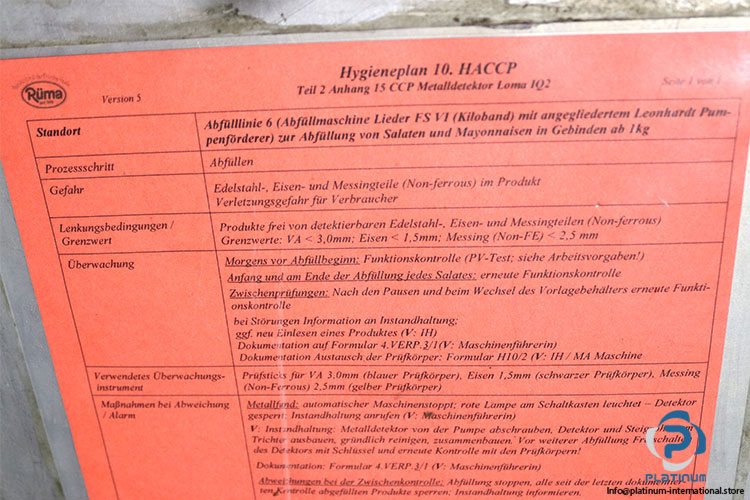 Rüma
Version 5
Hygieneplan 10. HACCP
Teil 2 Anhang 15 CCP Metalldetektor Loma IQ2
Seite 1 von 1
Standort
Abfülllinie 6 (Abfüllmaschine Lieder FS VI (Kiloband) mit angegliedertem Leonhardt Pum-
penförderer) zur Abfüllung von Salaten und Mayonnaisen in Gebinden ab 1kg
Prozessschritt
Abfüllen
Gefahr
Edelstahl-, Eisen- und Messingteile (Non-ferrous) im Produkt
Verletzungsgefahr für Verbraucher
Lenkungsbedingungen /
Grenzwert
Produkte frei von detektierbaren Edelstahl-, Eisen- und Messingteilen (Non-ferrous)
Grenzwerte: VA < 3,0mm; Eisen < 1,5mm; Messing (Non-FE) < 2,5 mm
Überwachung
Morgens vor Abfüllbeginn: Funktionskontrolle (PV-Test; siehe Arbeitsvorgaben!)
Anfang und am Ende der Abfüllung jedes Salates: erneute Funktionskontrolle
Zwischenprüfungen: Nach den Pausen und beim Wechsel des Vorlagebehälters erneute Funkti-
onskontrolle
bei Störungen Information an Instandhaltung;
ggf. neu Einlesen eines Produktes (V: IH)
Dokumentation auf Formular 4.VERP.3/1(V: Maschinenführerin)
Dokumentation Austausch der Prüfkörper: Formular H10/2 (V: IH / MA Maschine
Verwendetes Überwachungs-
instrument
Prüfsticks für VA 3,0mm (blauer Prüfkörper), Eisen 1,5mm (schwarzer Prüfkörper), Messing
(Non-Ferrous) 2,5mm (gelber Prüfkörper)
Maßnahmen bei Abweichung
/ Alarm
Metallfund: automatischer Maschinenstopp; rote Lampe am Schaltkasten leuchtet – Detektor
gesperrt: Instandhaltung anrufen (V: Maschinenführerin)
V: Instandhaltung: Metalldetektor von der Pumpe abschrauben, Detektor und
Trichter ausbauen, gründlich reinigen, zusammenbauen. Vor weiterer Abfüllung
des Detektors mit Schlüssel und erneute Kontrolle mit den Prüfkörpern!
Dokumentation: Formular 4.VERP.3/1 (V: Maschinenführerin)
Abweichungen bei der Zwischenkontrolle: Abfüllung stoppen, alle seit der letzten
Kontrolle abgefüllten Produkte sperren; Instandhaltung informieren.
PLATINUM
Info@platinum-international.store